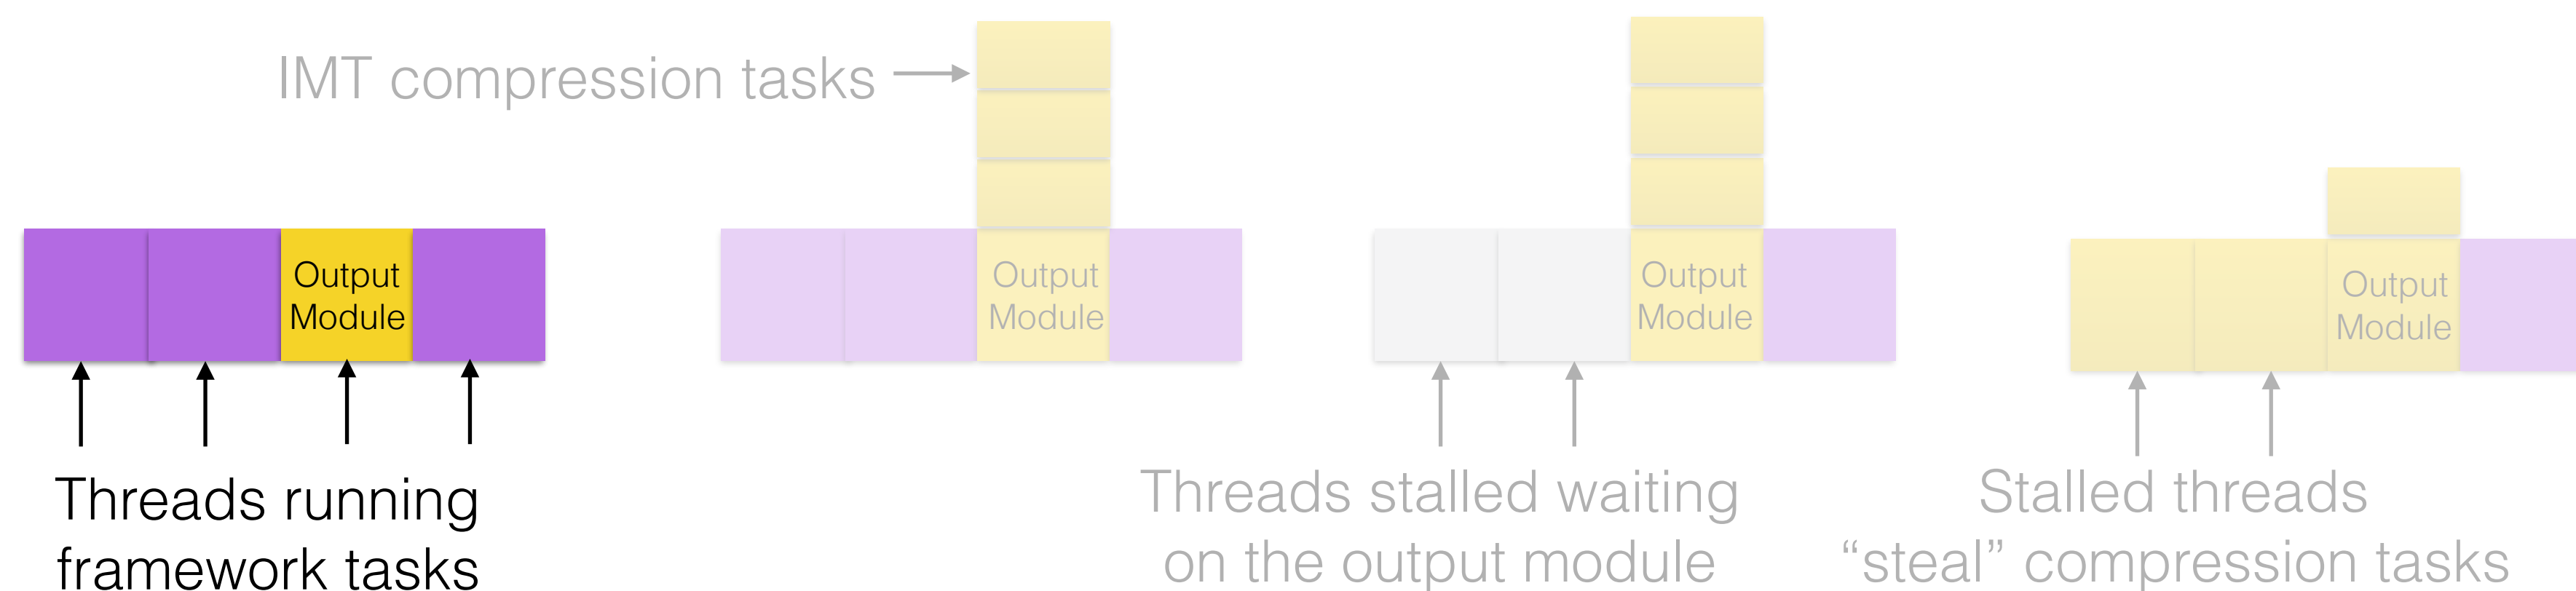 IMT compression tasks
Output
Module
Output
Module
Output
Module
Output
Module
Threads running
framework tasks
Threads stalled waiting
on the output module
Stalled threads
“steal” compression tasks